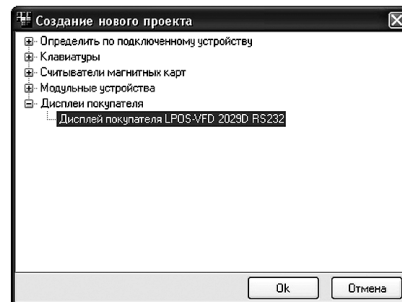 Создание нового проекта
Определить по подключенному устройству
Клавиатуры
Считыватели магнитных карт
Модульные устройства
Дисплеи покупателя
Дисплей покупателя LPOS-VFD 2029D RS232
Ok Отмена